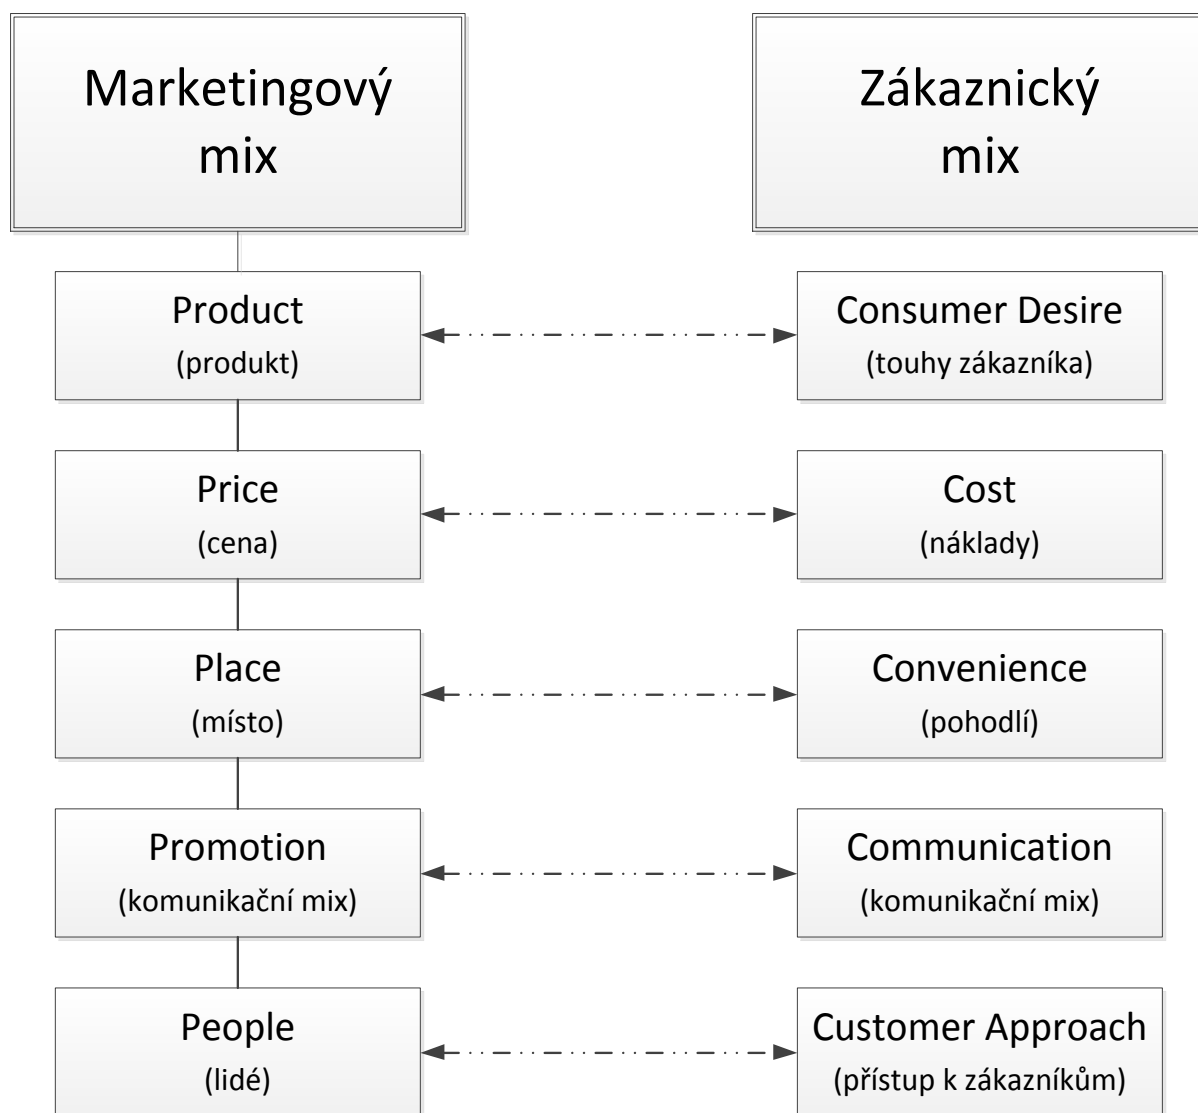 Marketingový
mix
Zákaznický
mix
Product
(produkt)
Consumer Desire
(touhy zákazníka)
Price
(cena)
Cost
(náklady)
Place
(místo)
Convenience
(pohodlí)
Promotion
(komunikační mix)
Communication
(komunikační mix)
People
(lidé)
Customer Approach
(přístup k zákazníkům)